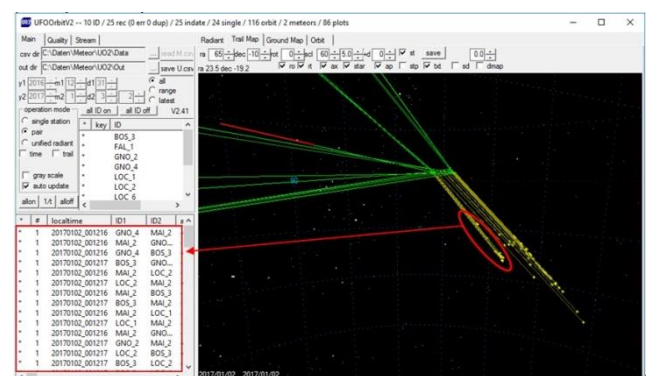 UFOOrbitV2 -- 10 ID / 25 rec (0 err 0 dup) / 25 indate / 24 single / 116 orbit / 2 meteors / 86 plots
Main Quality Stream
Radiant Trail Map Ground Map Orbit
csv dir C:\Daten\Meteor\UO2\Data ... read M.csv
ra 65 dec -10 rot 0 scl 60 5.0 d 0 st save 0.0
out dir C:\Daten\Meteor\UO2\Out ... save U.csv
ra 23.5 dec -19.2 ro rt ax star ap stp txt sd dmap
y1 2016 m1 12 d1 31 all
y2 2017 m2 1 d2 3 2 range
latest
operation mode all ID on all ID off V2.41
single station
pair
unified radiant
time trail
gray scale
auto update
allon 1/t alloff
* key ID
* BOS_3
* FAL_1
* GNO_2
* GNO_4
* LOC_1
* LOC_2
* LOC_6
* # localtime ID1 ID2
* 1 20170102_001216 GNO_4 MAI_2
* 1 20170102_001216 MAI_2 GNO...
* 1 20170102_001216 GNO_4 BOS_3
* 1 20170102_001217 BOS_3 GNO...
* 1 20170102_001216 MAI_2 LOC_2
* 1 20170102_001217 LOC_2 MAI_2
* 1 20170102_001216 MAI_2 BOS_3
* 1 20170102_001217 BOS_3 MAI_2
* 1 20170102_001216 MAI_2 LOC_1
* 1 20170102_001217 LOC_1 MAI_2
* 1 20170102_001216 MAI_2 GNO...
* 1 20170102_001217 GNO_2 MAI_2
* 1 20170102_001217 LOC_2 BOS_3
* 1 20170102_001217 BOS_3 LOC_2
2017/01/02 2017/01/02